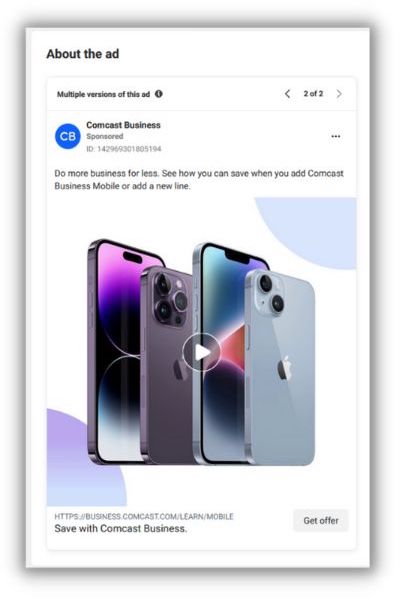 About the ad
Multiple versions of this ad
2 of 2
CB
Comcast Business
Sponsored
ID: 142969301805194
Do more business for less. See how you can save when you add Comcast
Business Mobile or add a new line.
HTTPS://BUSINESS.COMCAST.COM/LEARN/MOBILE
Save with Comcast Business.
Get offer